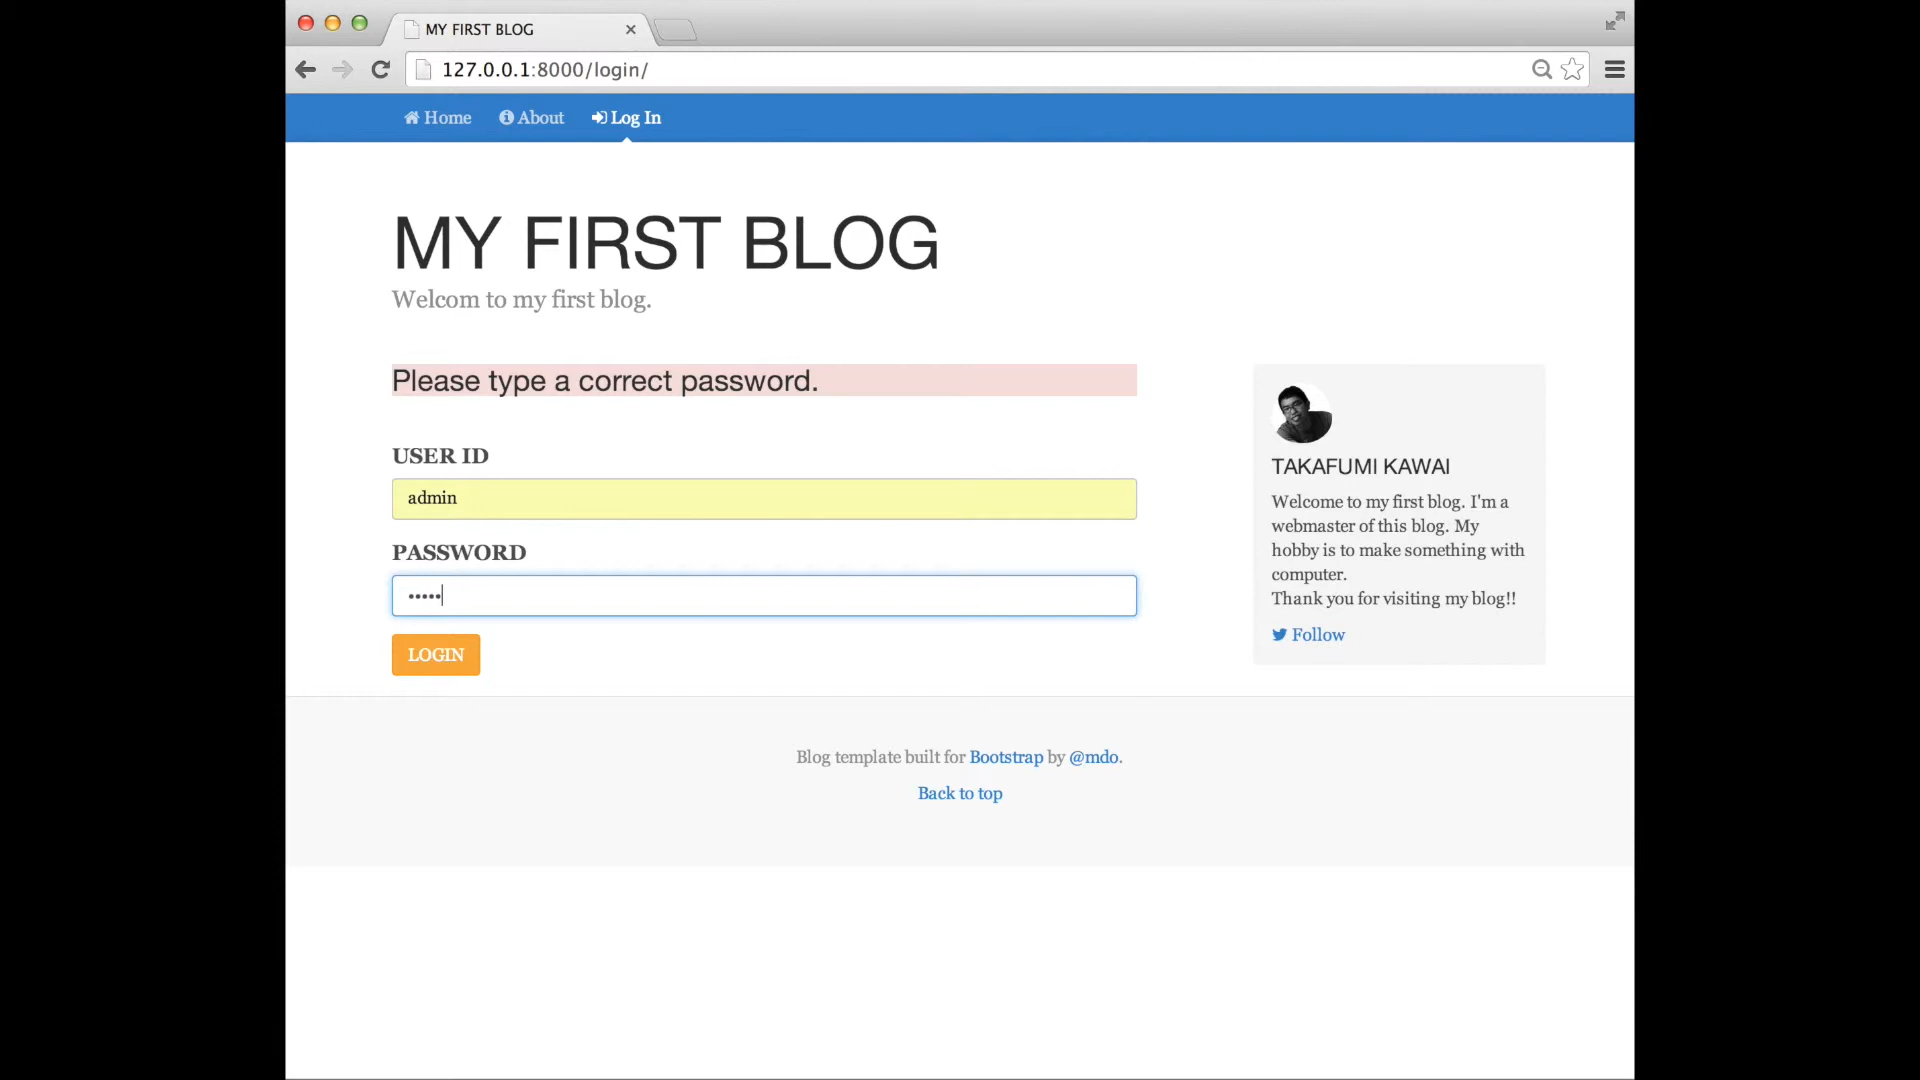 MY FIRST BLOG
127.0.0.1:8000/login/
Home About Log In
MY FIRST BLOG
Welcom to my first blog.
Please type a correct password.
USER ID
admin
PASSWORD
•••••
LOGIN
TAKAFUMI KAWAI
Welcome to my first blog. I'm a
webmaster of this blog. My
hobby is to make something with
computer.
Thank you for visiting my blog!!
Follow
Blog template built for Bootstrap by @mdo.
Back to top